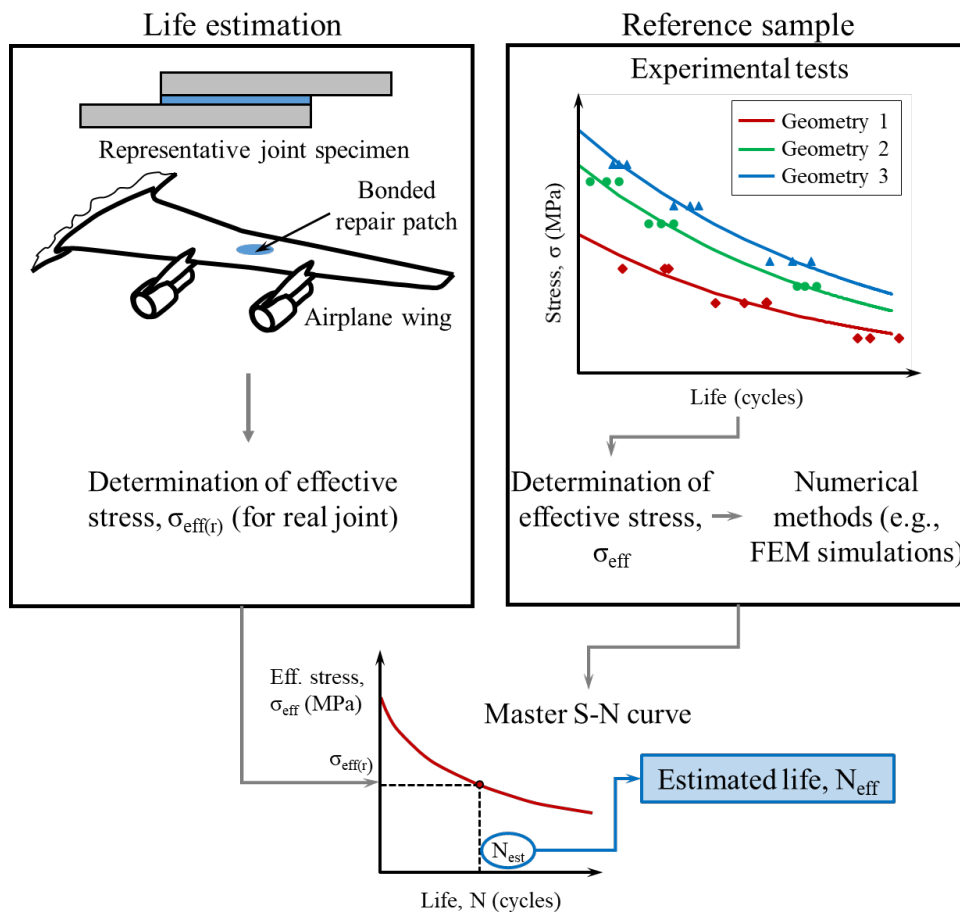 Life estimation
Representative joint specimen
Bonded
repair patch
Airplane wing
Determination of effective
stress, σeff(r) (for real joint)
Reference sample
Experimental tests
Geometry 1
Geometry 2
Geometry 3
Stress, σ (MPa)
Life (cycles)
Determination of
effective stress,
σeff
Numerical
methods (e.g.,
FEM simulations)
Eff. stress,
σeff (MPa)
σeff(r)
Master S-N curve
Estimated life, Neff
Nest
Life, N (cycles)